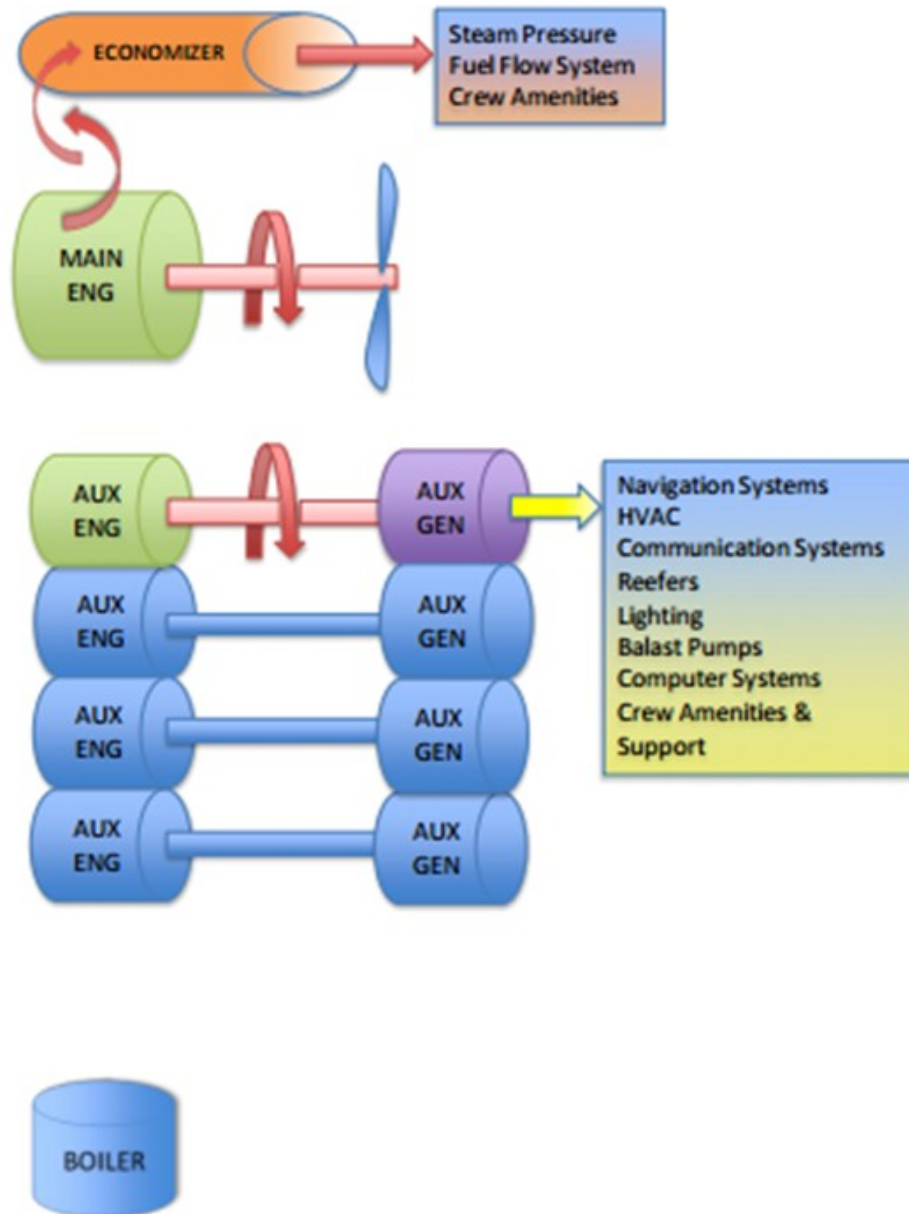 ECONOMIZER
Steam Pressure
Fuel Flow System
Crew Amenities
MAIN
ENG
AUX
ENG
AUX
GEN
Navigation Systems
HVAC
Communication Systems
Reefers
Lighting
Balast Pumps
Computer Systems
Crew Amenities &
Support
AUX
ENG
AUX
GEN
AUX
ENG
AUX
GEN
AUX
ENG
AUX
GEN
BOILER